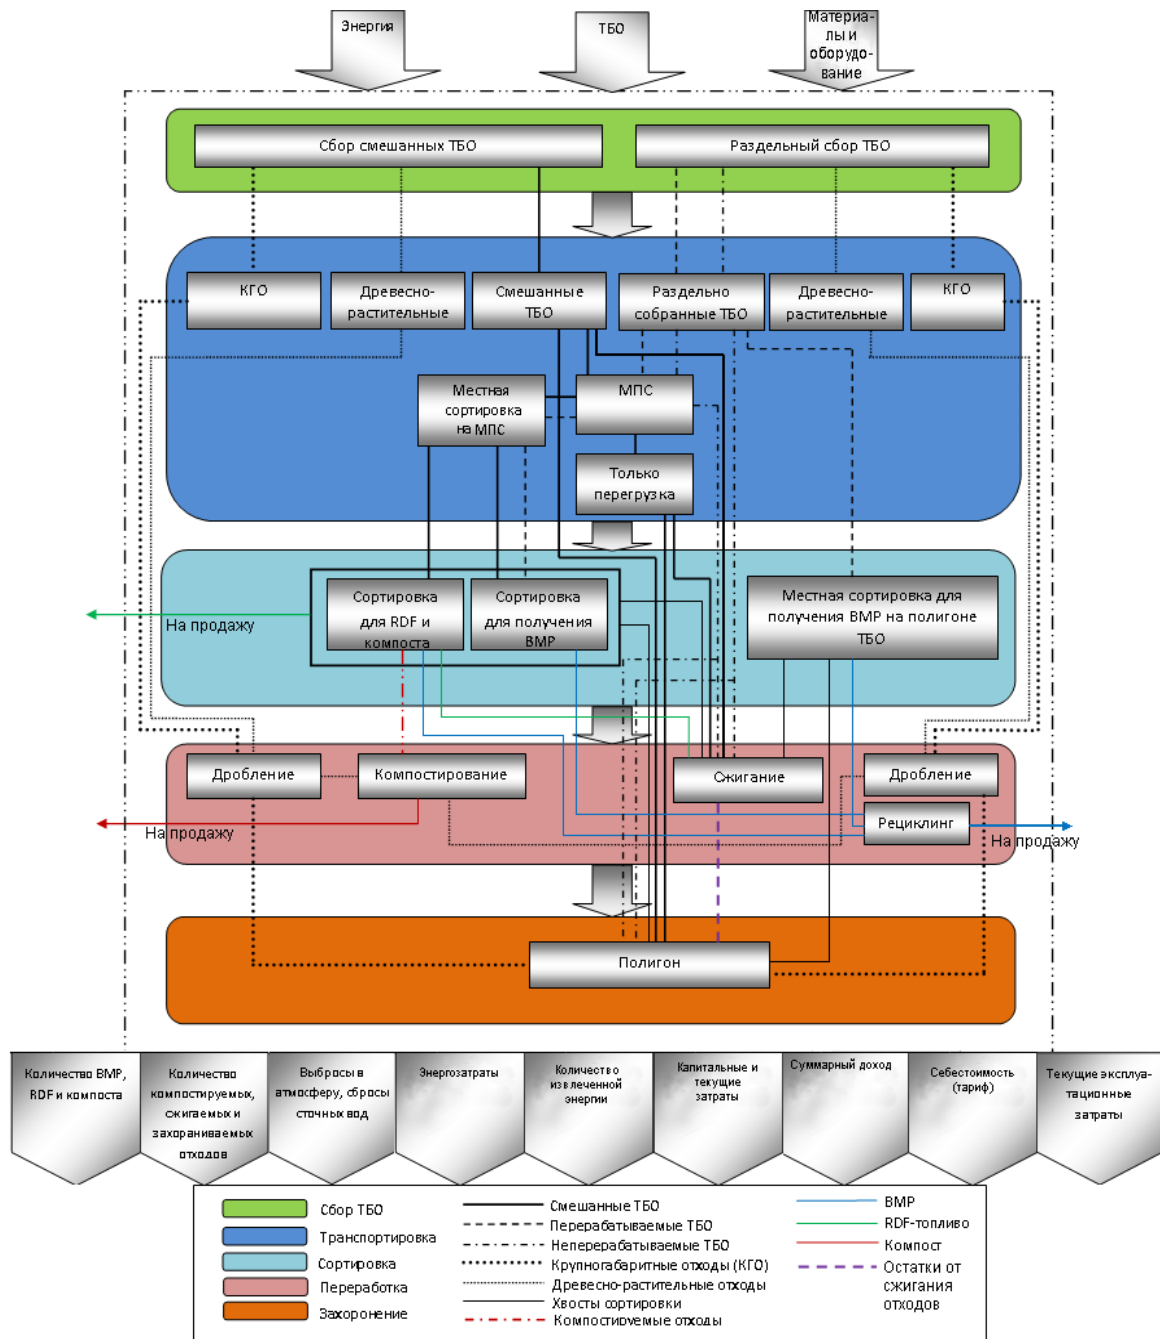 Энергия
ТБО
Материа-
лы и
оборудо-
вание
Сбор смешанных ТБО
Раздельный сбор ТБО
КГО
Древесно-
растительные
Смешанные
ТБО
Раздельно
собранные ТБО
Древесно-
растительные
КГО
Местная
сортировка
на МПС
МПС
Только
перегрузка
Сортировка
для RDF и
компоста
Сортировка
для получения
ВМР
Местная сортировка для
получения ВМР на полигоне
ТБО
На продажу
Дробление
Компостирование
Сжигание
Дробление
Рециклинг
На продажу
На продажу
Полигон
Количество ВМР,
RDF и компоста
Количество
компостируемых,
сжигаемых и
захораниваемых
отходов
Выбросы в
атмосферу, сбросы
сточных вод
Энергозатраты
Количество
извлеченной
энергии
Капитальные и
текущие
затраты
Суммарный доход
Себестоимость
(тариф)
Текущие эксплуа-
тационные
затраты
Сбор ТБО
Транспортировка
Сортировка
Переработка
Захоронение
Смешанные ТБО
Перерабатываемые ТБО
Неперерабатываемые ТБО
Крупногабаритные отходы (КГО)
Древесно-растительные отходы
Хвосты сортировки
Компостируемые отходы
ВМР
RDF-топливо
Компост
Остатки от
сжигания
отходов